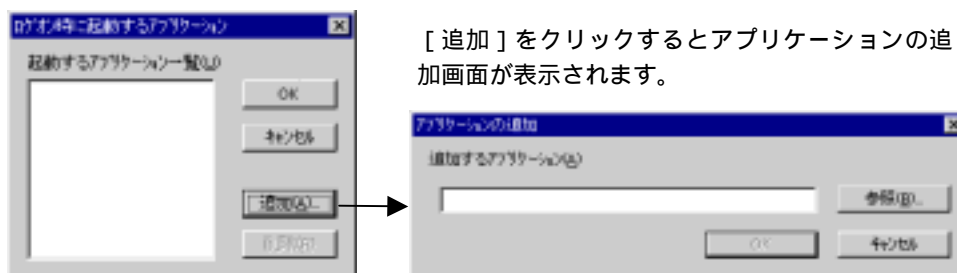 ログオン時に起動するアプリケーション
起動するアプリケーション一覧(L)
OK
キャンセル
追加(A)...
削除(R)
[追加]をクリックするとアプリケーションの追
加画面が表示されます。
アプリケーションの追加
追加するアプリケーション(A)
参照(B)...
OK
キャンセル